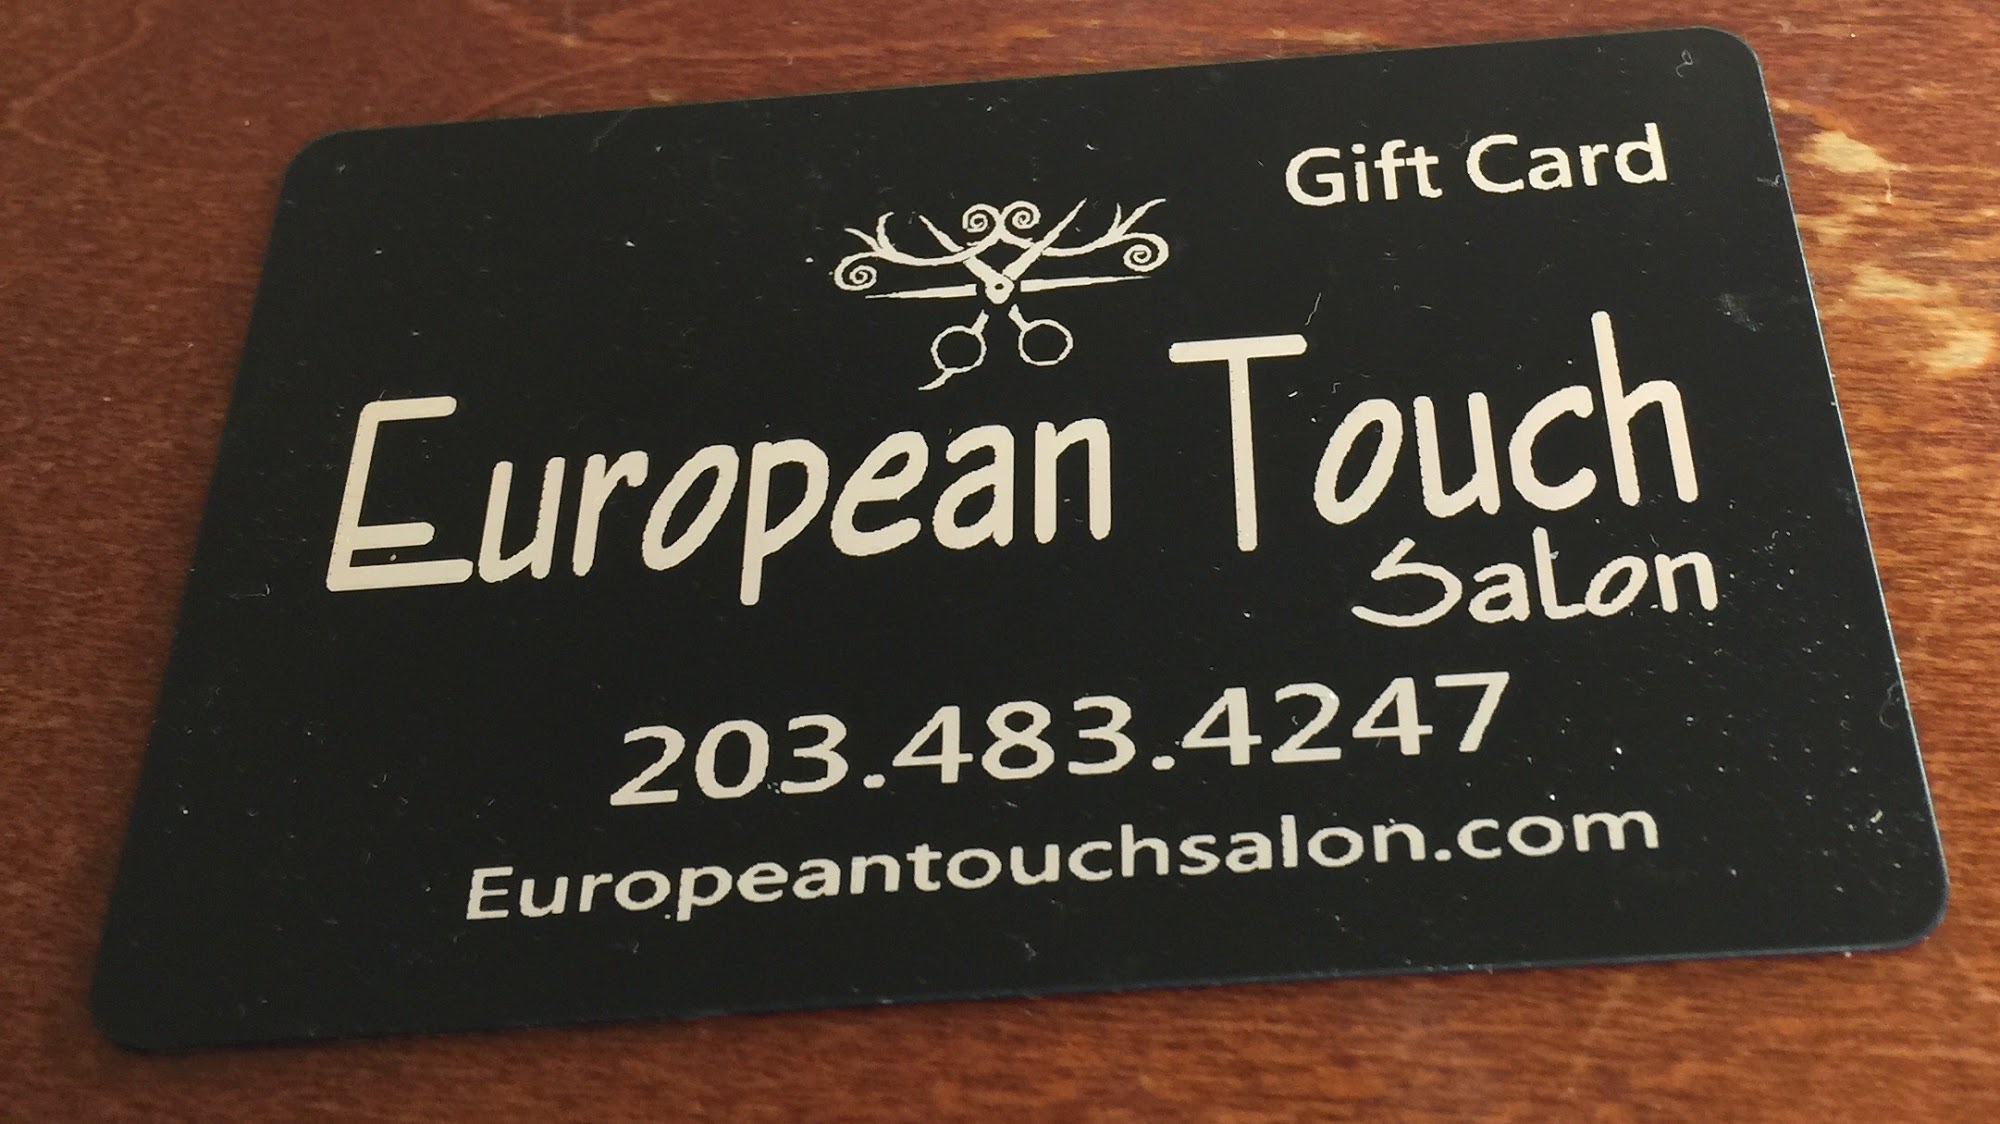 Gift Card
European Touch
Salon
203.483.4247
Europeantouchsalon.com